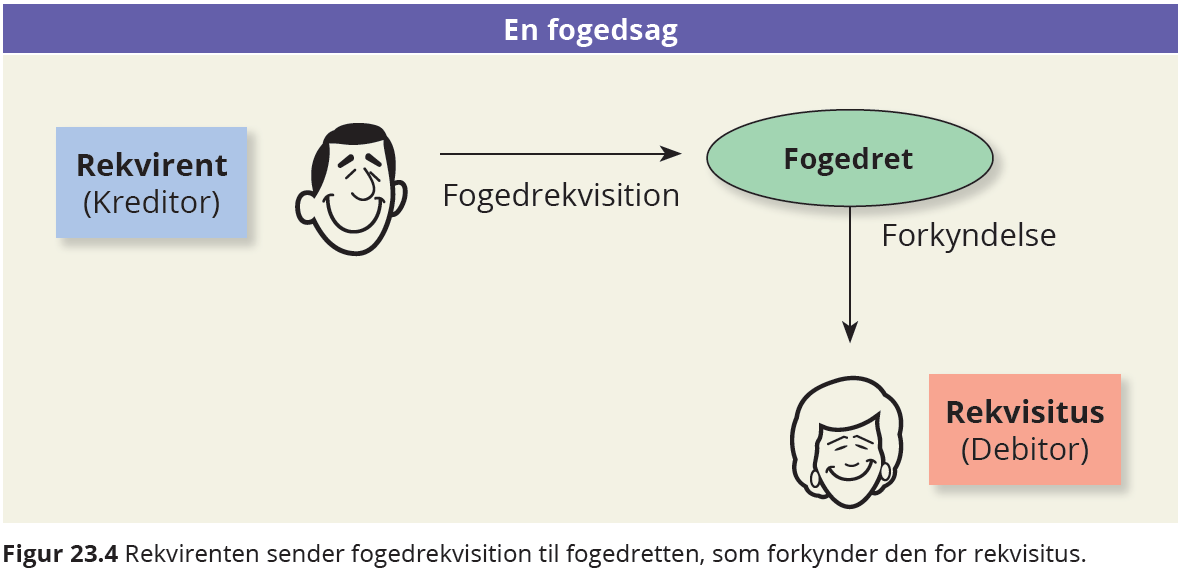 En fogedsag
Rekvirent
(Kreditor)
Fogedrekvisition
Fogedret
Forkyndelse
Rekvisitus
(Debitor)
Figur 23.4 Rekvirenten sender fogedrekvisition til fogedretten, som forkynder den for rekvisitus.